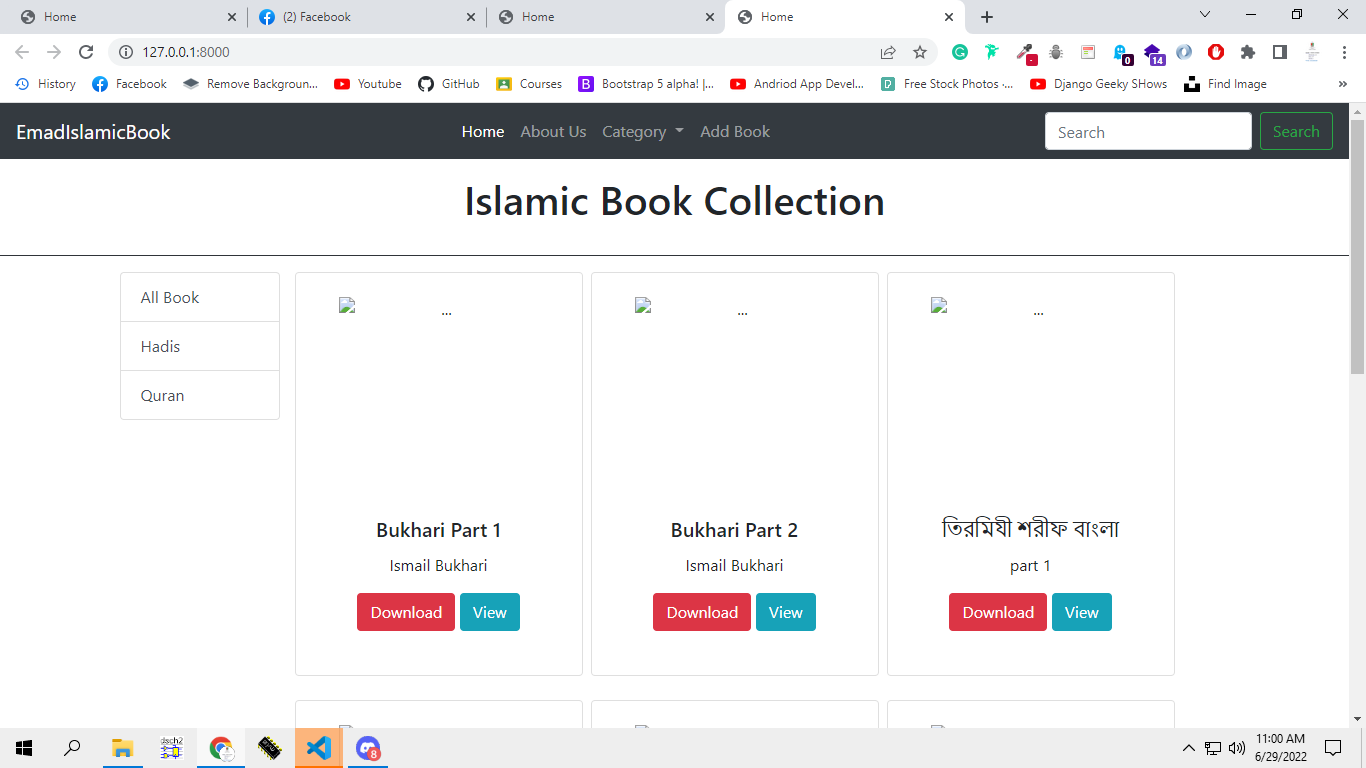 Home
(2) Facebook
Home
Home
127.0.0.1:8000
0
14
History
Facebook
Remove Backgroun...
Youtube
GitHub
Courses
Bootstrap 5 alpha! |...
Andriod App Devel...
Free Stock Photos ·...
Django Geeky SHows
Find Image
»
EmadIslamicBook
Home
About Us
Category
Add Book
Search
Search
Islamic Book Collection
All Book
Hadis
Quran
...
...
...
Bukhari Part 1
Ismail Bukhari
Download
View
Bukhari Part 2
Ismail Bukhari
Download
View
তিরমিযী শরীফ বাংলা
part 1
Download
View
dsch2
8
11:00 AM
6/29/2022